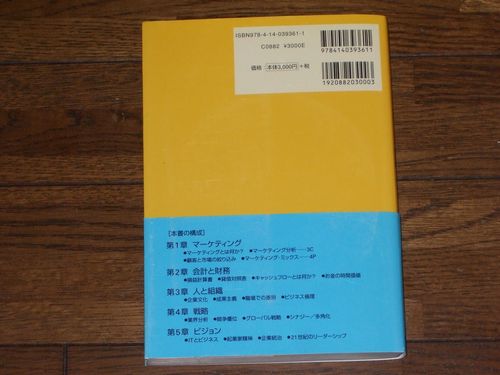 ISBN978-4-14-039361-1
C0882 ¥3000E
価格：本体3,000円＋税
9784140393611
1920882030003
[本書の構成]
第1章 マーケティング
●マーケティングとは何か？ ●マーケティング分析……3C
●顧客と市場の絞り込み ●マーケティング・ミックス……4P
第2章 会計と財務
●損益計算書 ●貸借対照表 ●キャッシュフローとは何か？ ●お金の時間価値
第3章 人と組織
●企業文化 ●成果主義 ●職場での差別 ●ビジネス倫理
第4章 戦略
●業界分析 ●競争優位 ●グローバル戦略 ●シナジー／多角化
第5章 ビジョン
●ITとビジネス ●起業家精神 ●企業統治 ●21世紀のリーダーシップ